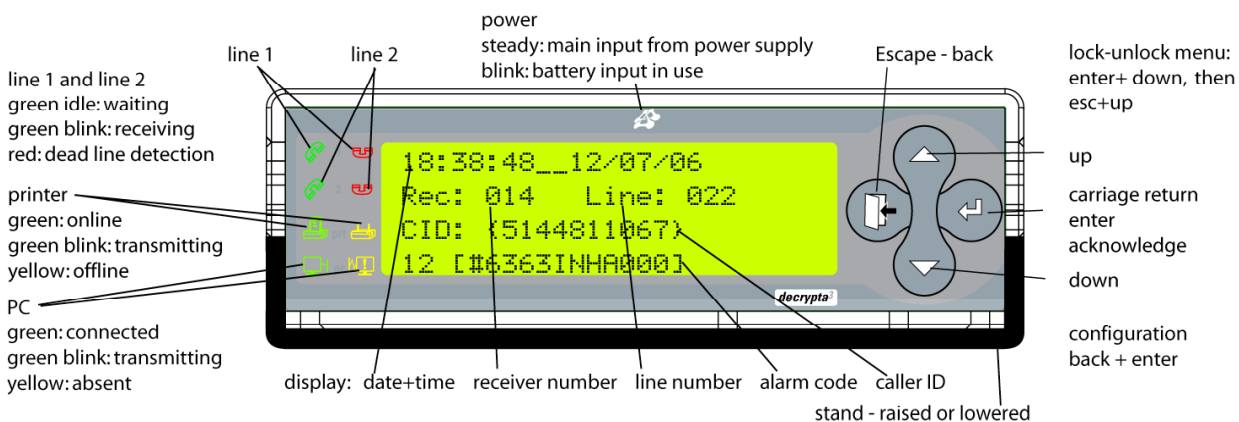 power
steady: main input from power supply
blink: battery input in use
line 1
line 2
Escape - back
lock-unlock menu:
enter+ down, then
esc+up
line 1 and line 2
green idle: waiting
green blink: receiving
red: dead line detection
printer
green: online
green blink: transmitting
yellow: offline
PC
green: connected
green blink: transmitting
yellow: absent
18:38:48__12/07/06
Rec: 014 Line: 022
CID: (5144811067)
12 [#6363INHA000]
2
prt
decrypta3
up
carriage return
enter
acknowledge
down
configuration
back + enter
display: date+time
receiver number
line number
alarm code
caller ID
stand - raised or lowered